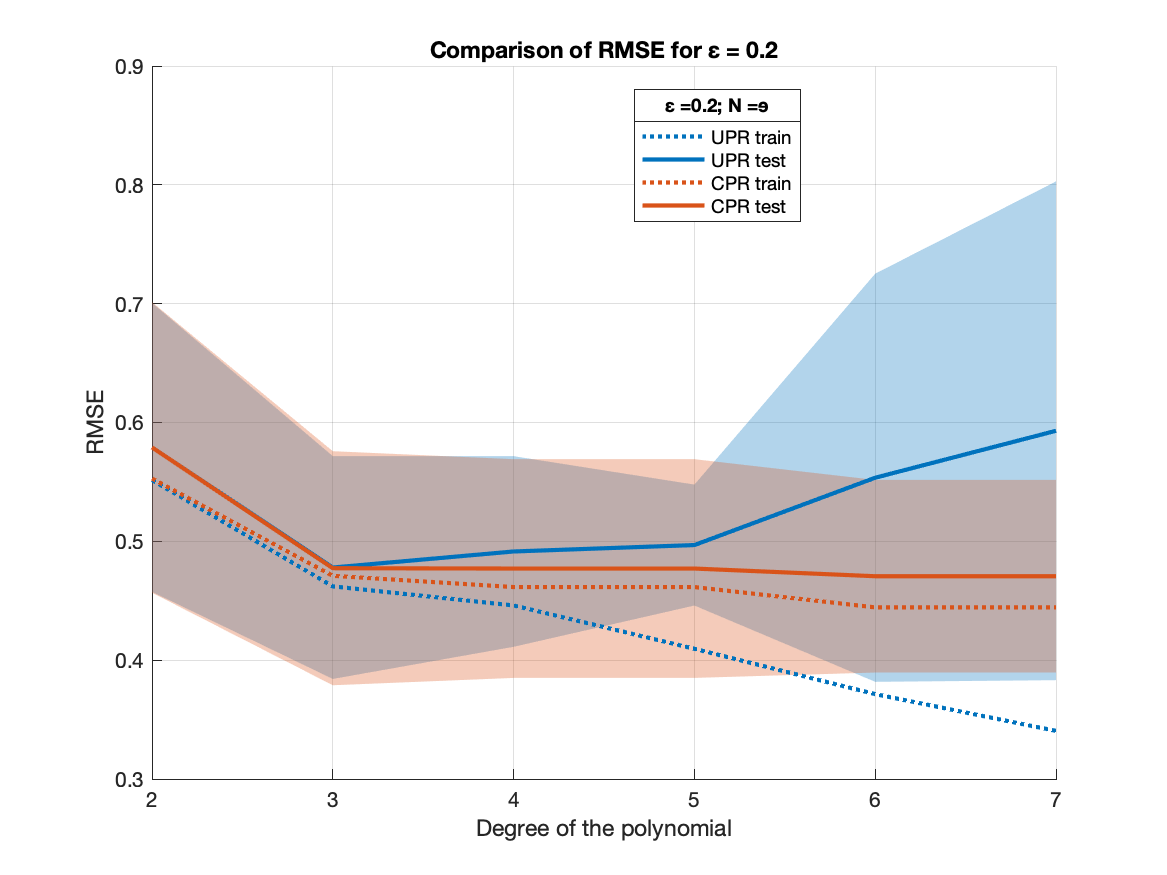 Comparison of RMSE for ε = 0.2
0.9
0.8
0.7
0.6
0.5
0.4
0.3
RMSE
ε =0.2; N =
UPR train
UPR test
CPR train
CPR test
2 3 4 5 6 7
Degree of the polynomial